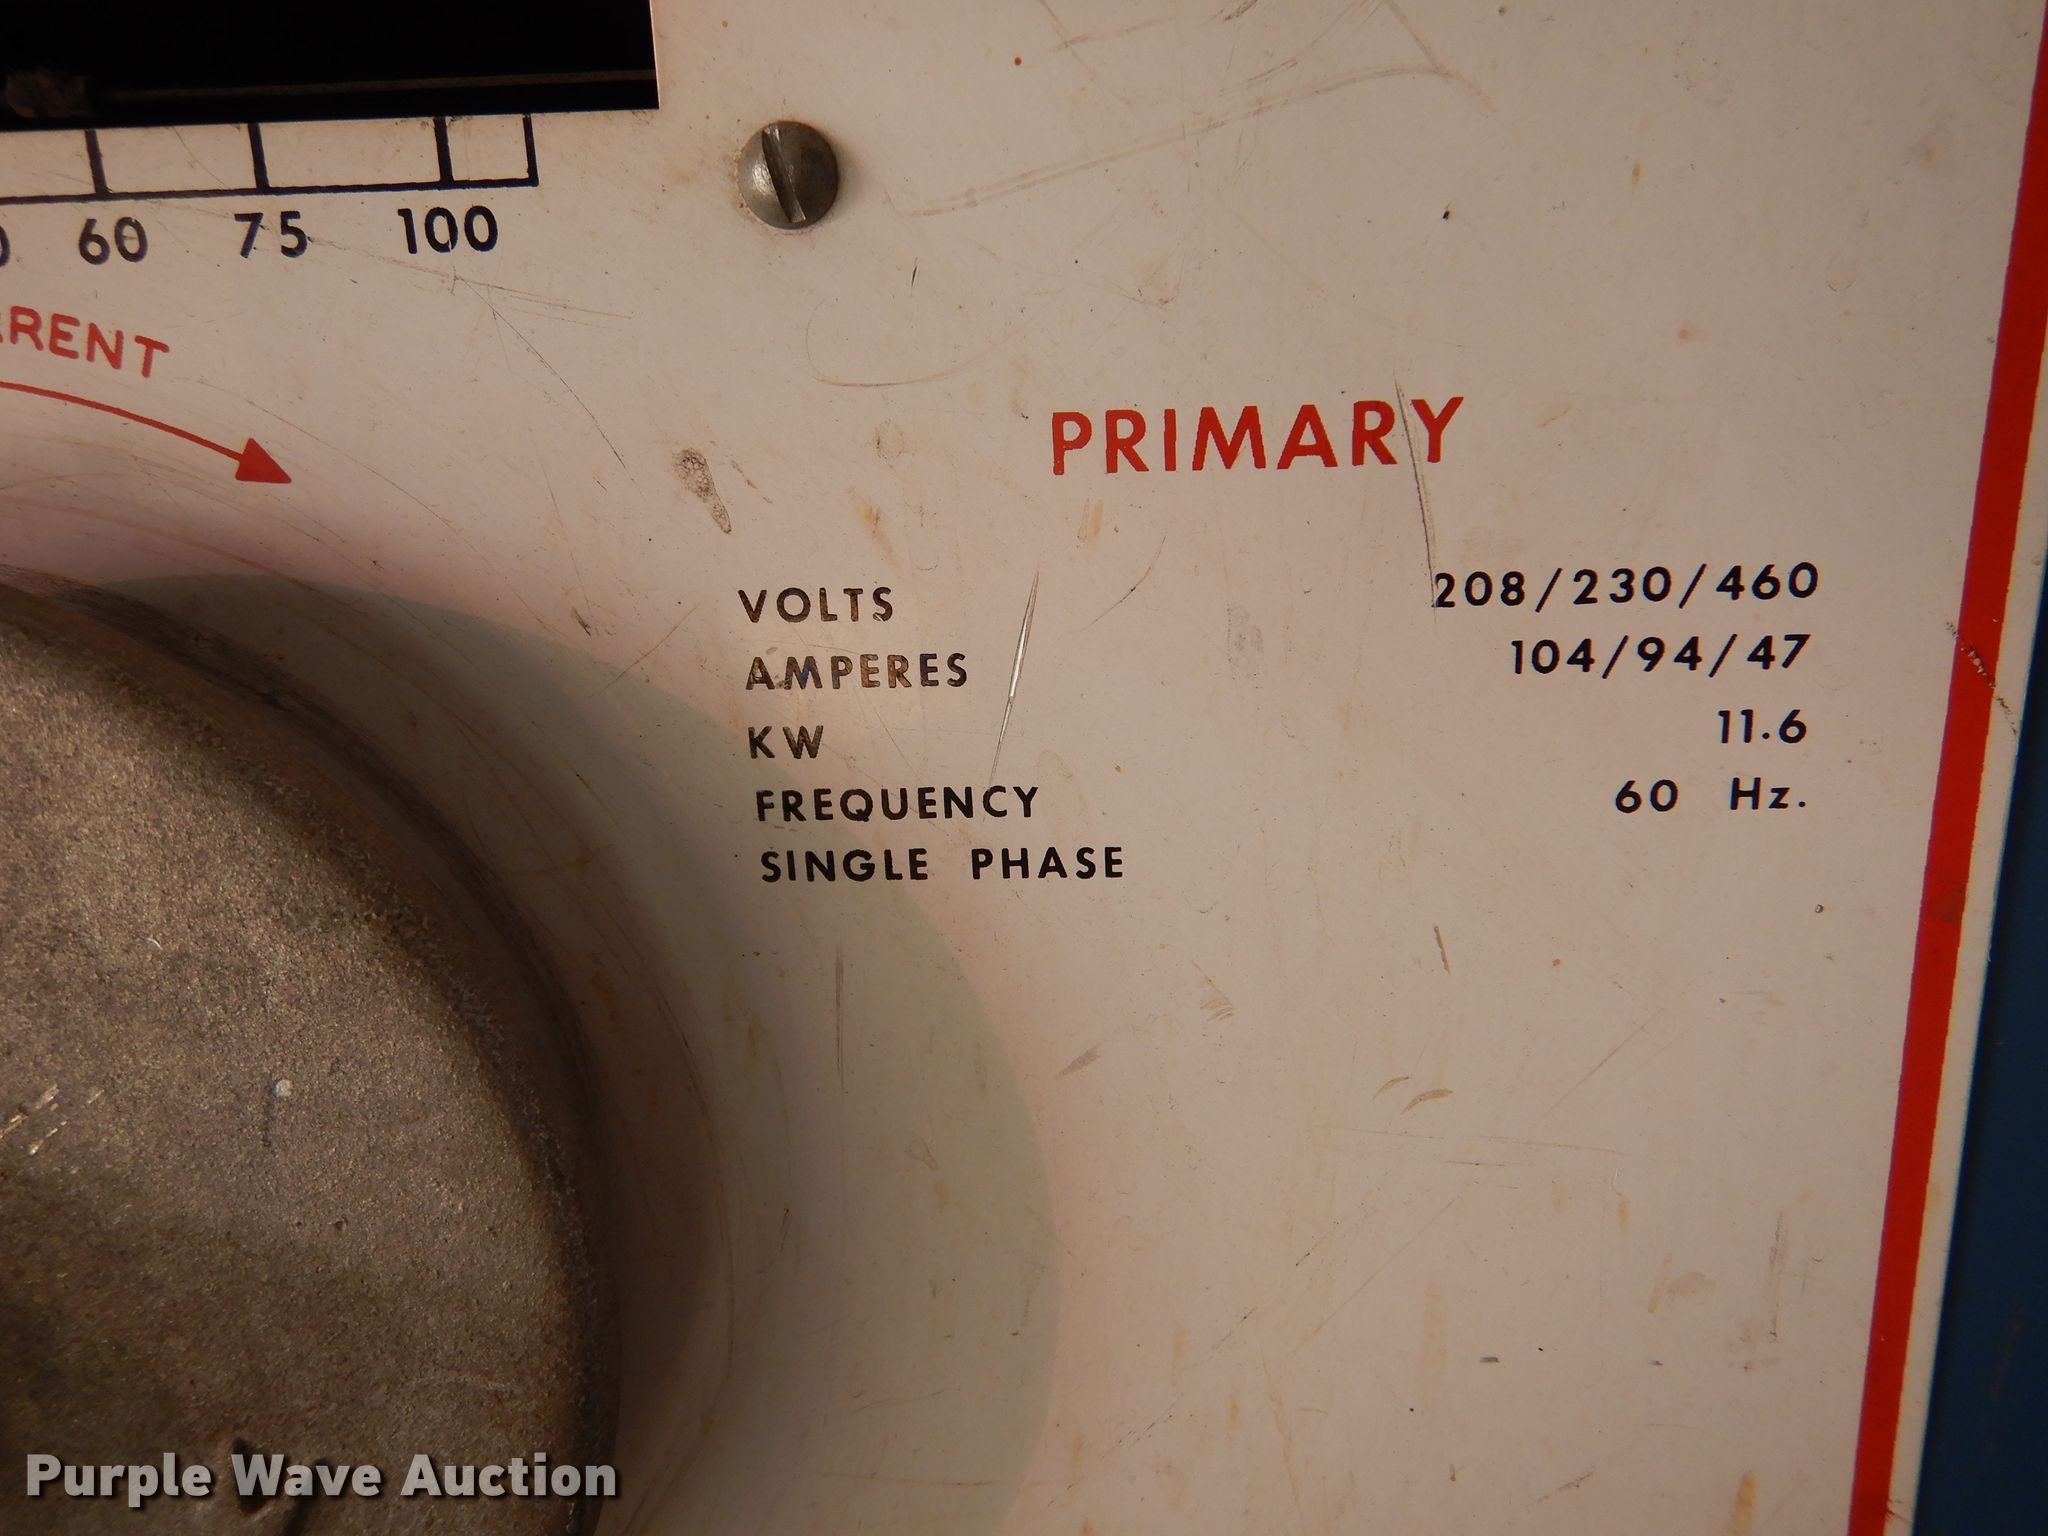 60 75 100
PRIMARY
VOLTS 208/230/460
AMPERES 104/94/47
KW 11.6
FREQUENCY 60 Hz.
SINGLE PHASE
Purple Wave Auction